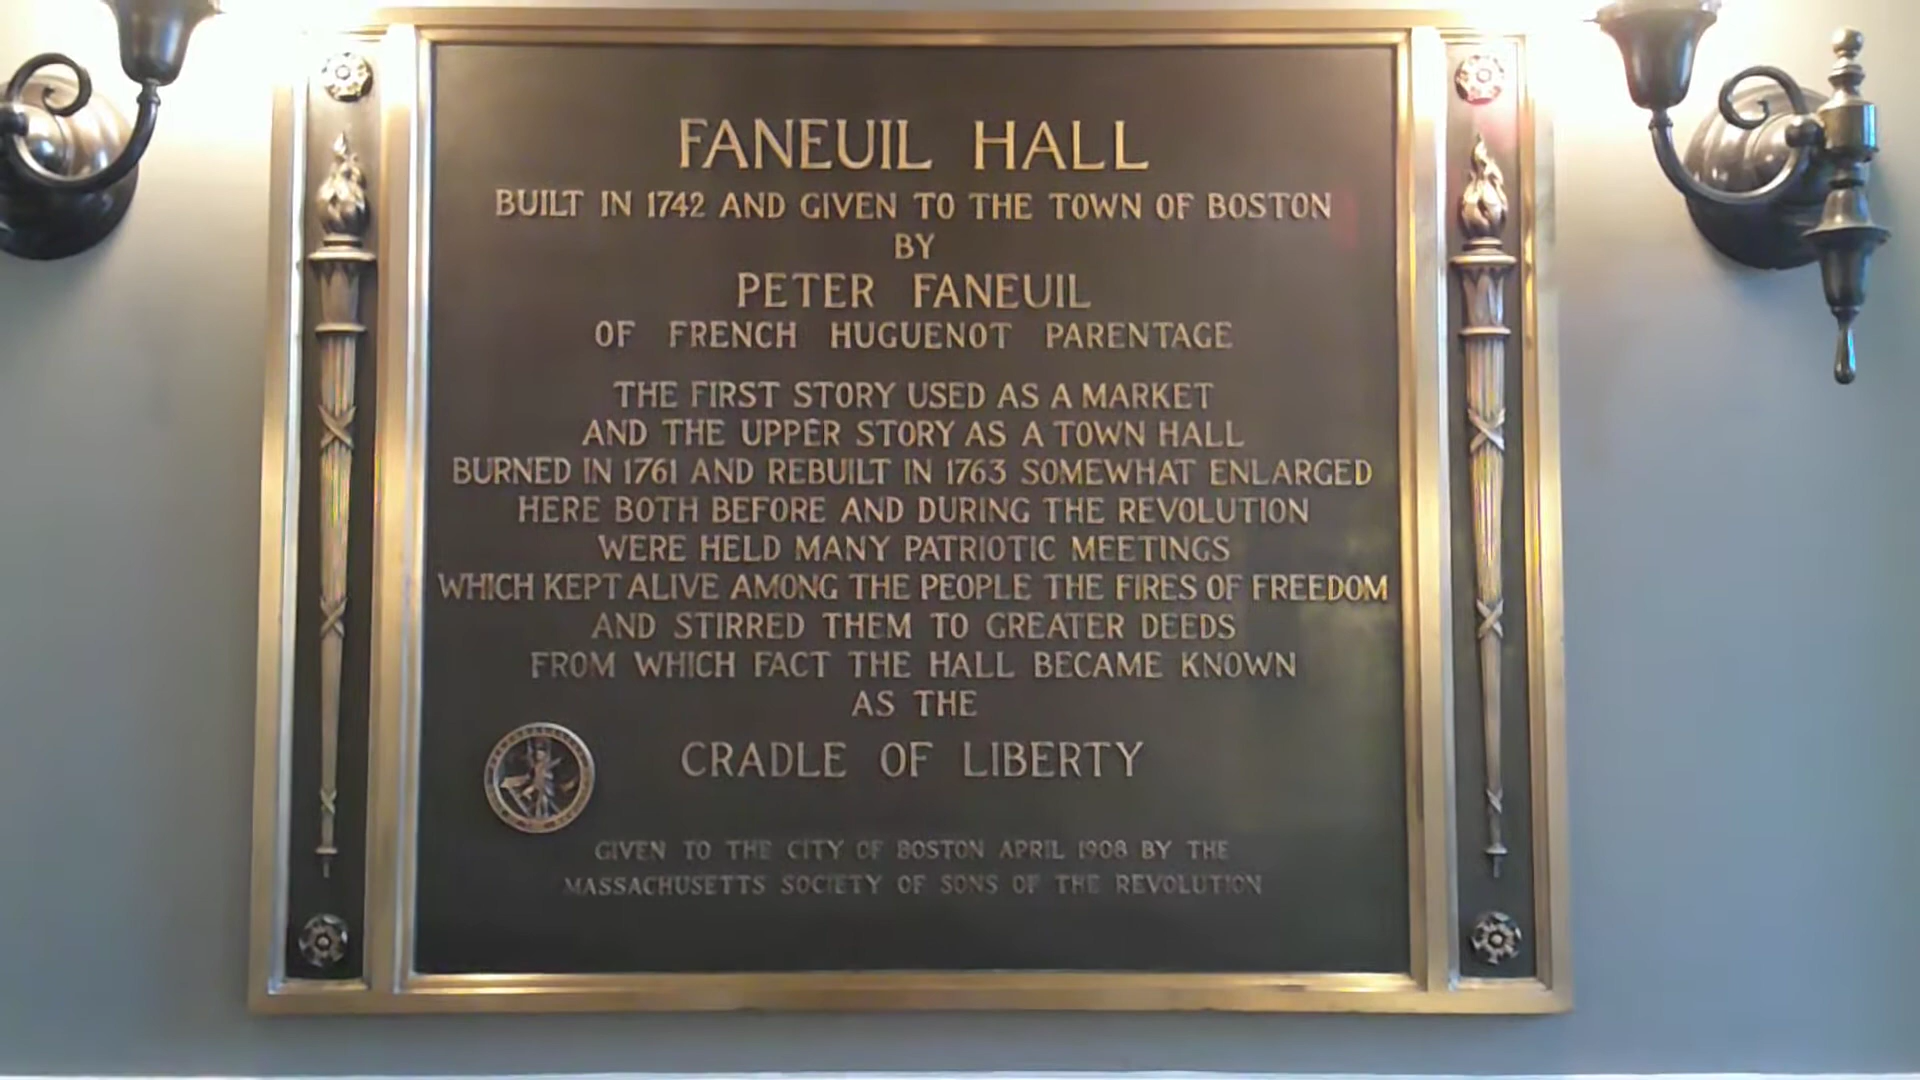 FANEUIL HALL
BUILT IN 1742 AND GIVEN TO THE TOWN OF BOSTON
BY
PETER FANEUIL
OF FRENCH HUGUENOT PARENTAGE
THE FIRST STORY USED AS A MARKET
AND THE UPPER STORY AS A TOWN HALL
BURNED IN 1761 AND REBUILT IN 1763 SOMEWHAT ENLARGED
HERE BOTH BEFORE AND DURING THE REVOLUTION
WERE HELD MANY PATRIOTIC MEETINGS
WHICH KEPT ALIVE AMONG THE PEOPLE THE FIRES OF FREEDOM
AND STIRRED THEM TO GREATER DEEDS
FROM WHICH FACT THE HALL BECAME KNOWN
AS THE
CRADLE OF LIBERTY
GIVEN TO THE CITY OF BOSTON APRIL 1908 BY THE
MASSACHUSETTS SOCIETY OF SONS OF THE REVOLUTION